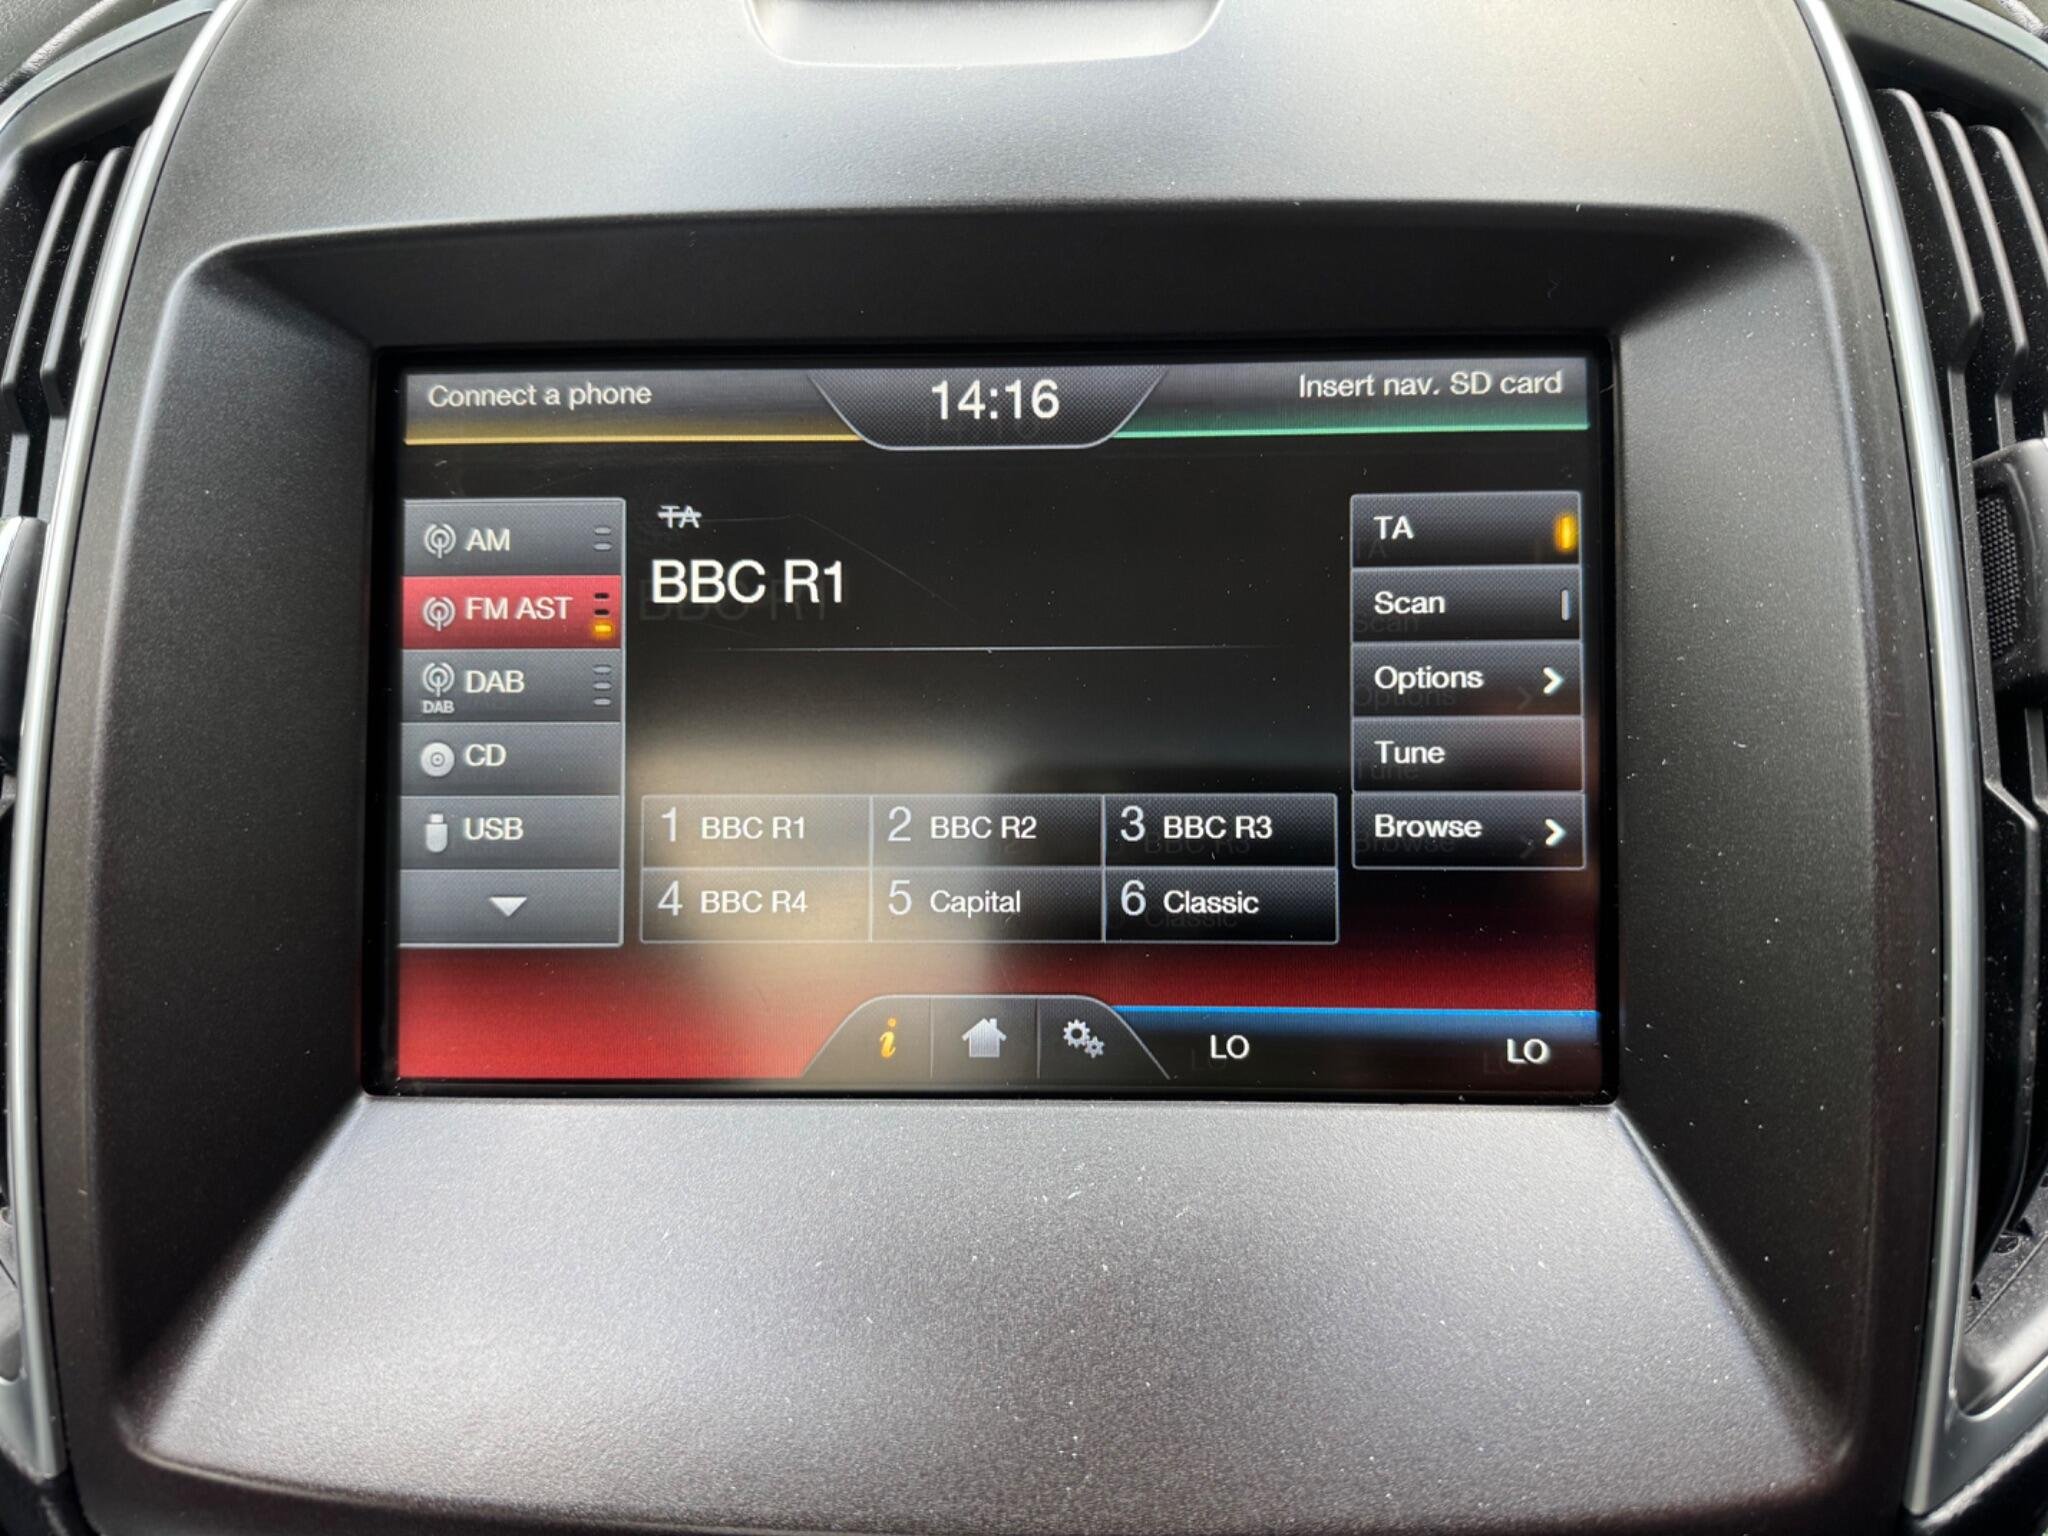 Connect a phone
14:16
Insert nav. SD card
AM
FM AST
DAB
DAB
CD
USB
TA
BBC R1
1 BBC R1
2 BBC R2
3 BBC R3
4 BBC R4
5 Capital
6 Classic
TA
Scan
Options
Tune
Browse
i
LO
LO